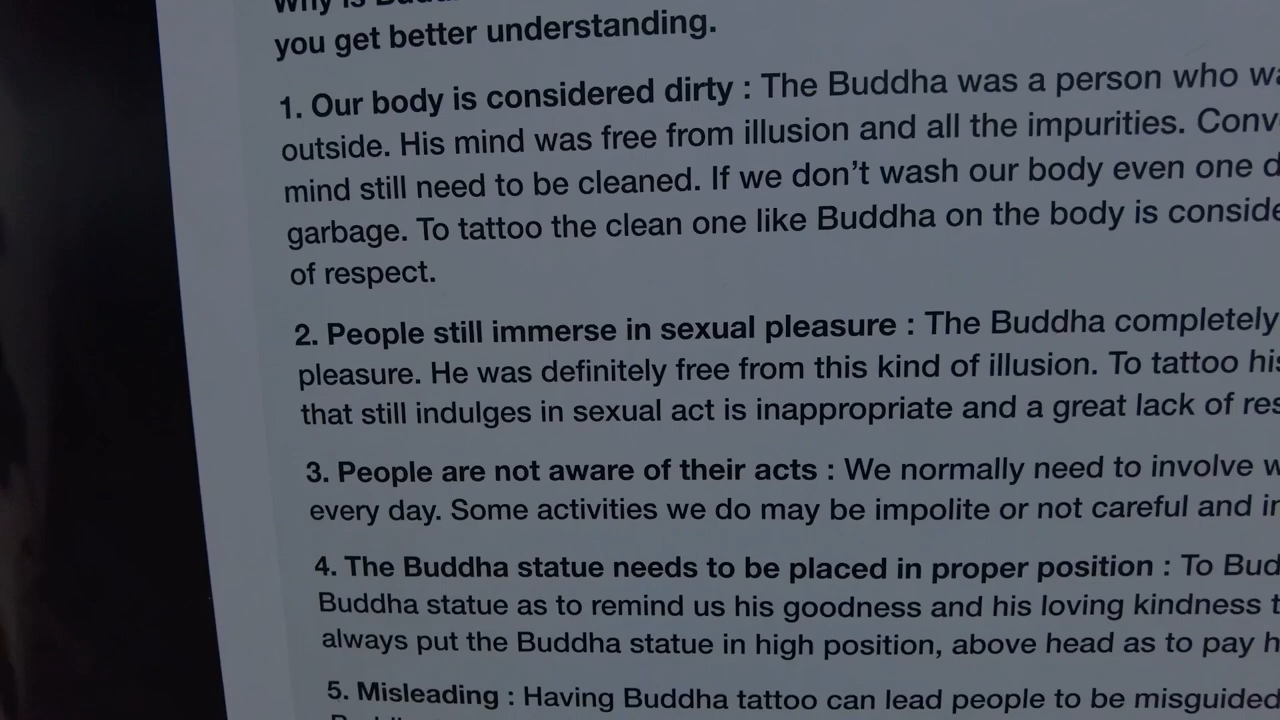 Why is
you get better understanding.
1. Our body is considered dirty : The Buddha was a person who
outside. His mind was free from illusion and all the impurities.
mind still need to be cleaned. If we don’t wash our body even one
garbage. To tattoo the clean one like Buddha on the body is
of respect.
2. People still immerse in sexual pleasure : The Buddha completely
pleasure. He was definitely free from this kind of illusion. To tattoo
that still indulges in sexual act is inappropriate and a great lack of
3. People are not aware of their acts : We normally need to involve
every day. Some activities we do may be impolite or not careful and
4. The Buddha statue needs to be placed in proper position : To
Buddha statue as to remind us his goodness and his loving kindness
always put the Buddha statue in high position, above head as to pay
5. Misleading : Having Buddha tattoo can lead people to be misguided